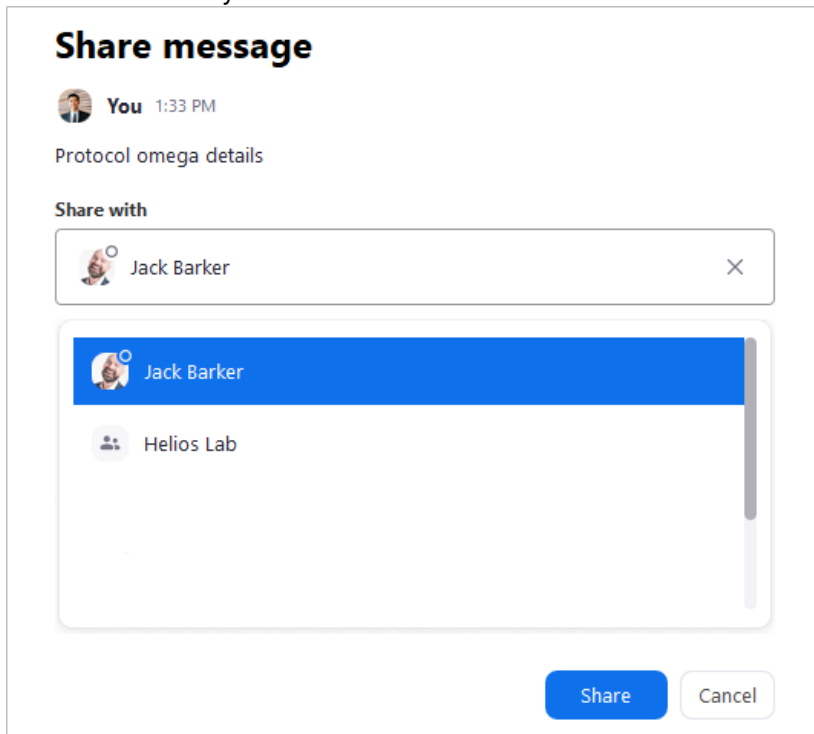 Share message
You 1:33 PM
Protocol omega details
Share with
Jack Barker
Jack Barker
Helios Lab
Share Cancel